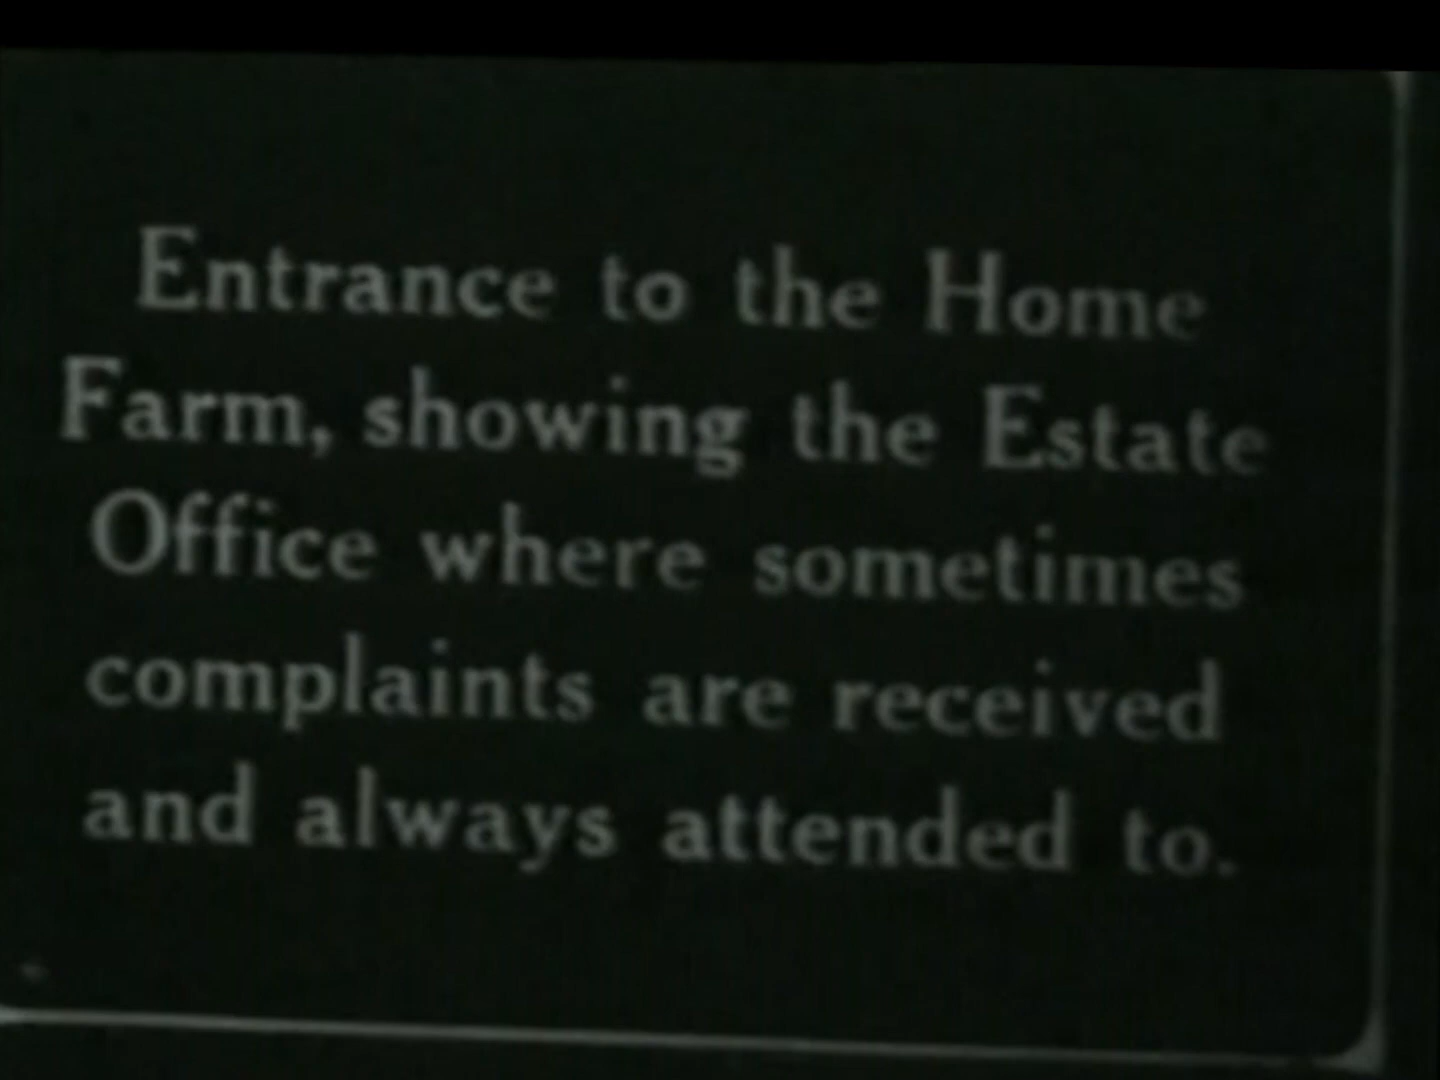 Entrance to the Home
Farm, showing the Estate
Office where sometimes
complaints are received
and always attended to.